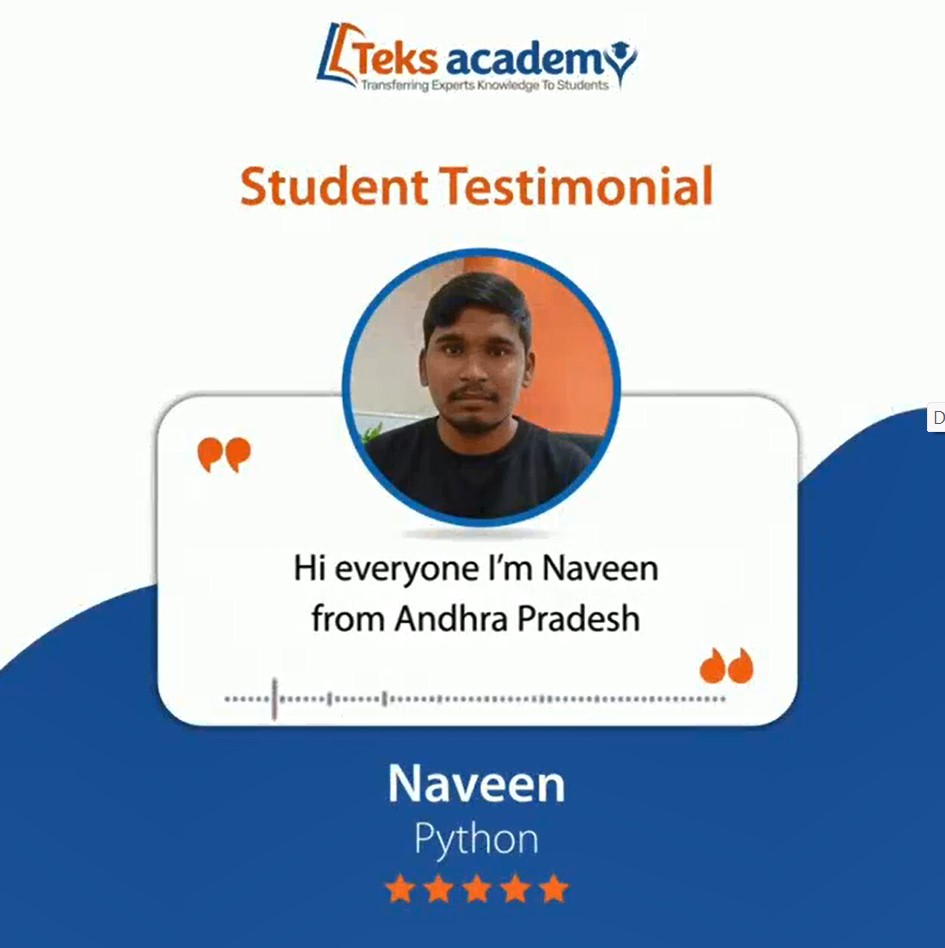 Teks academy
Transferring Experts Knowledge To Students
Student Testimonial
Hi everyone I'm Naveen
from Andhra Pradesh
Naveen
Python
D